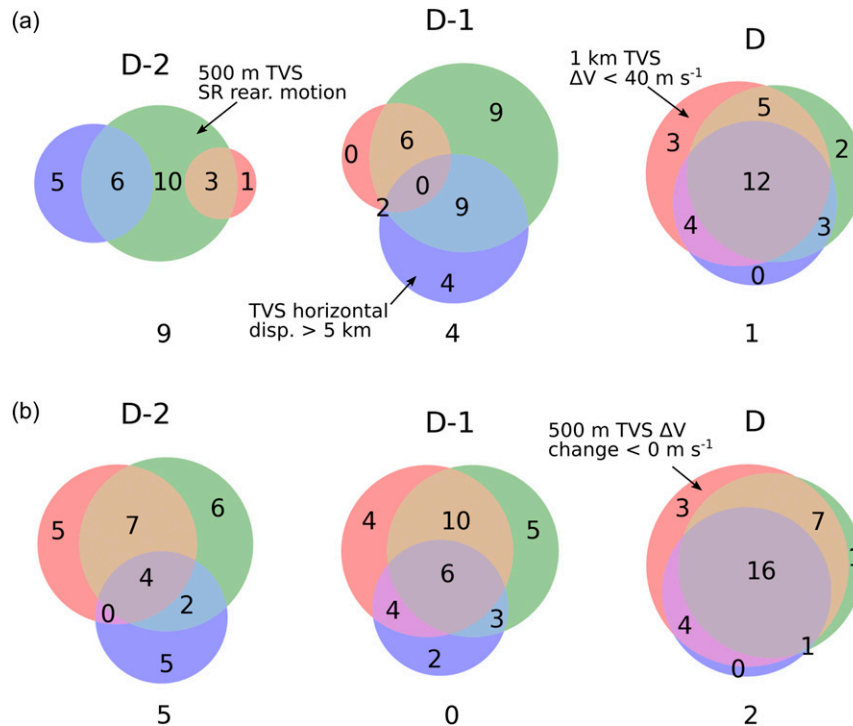 (a)
D-2
D-1
D
500 m TVS
SR rear. motion
1 km TVS
ΔV < 40 m s⁻¹
5
6
10
3
1
0
6
9
0
2
9
4
3
5
2
12
4
3
0
TVS horizontal
disp. > 5 km
9
4
1
(b)
D-2
D-1
D
500 m TVS ΔV
change < 0 m s⁻¹
5
7
6
4
0
2
5
4
10
5
6
4
3
2
3
7
1
16
4
1
0
5
0
2